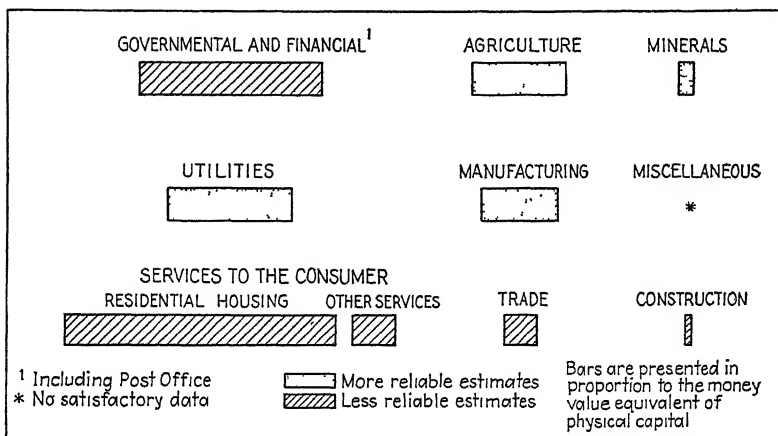 GOVERNMENTAL AND FINANCIAL¹
AGRICULTURE
MINERALS
UTILITIES
MANUFACTURING
MISCELLANEOUS
*
SERVICES TO THE CONSUMER
RESIDENTIAL HOUSING
OTHER SERVICES
TRADE
CONSTRUCTION
¹ Including Post Office
* No satisfactory data
More reliable estimates
Less reliable estimates
Bars are presented in
proportion to the money
value equivalent of
physical capital